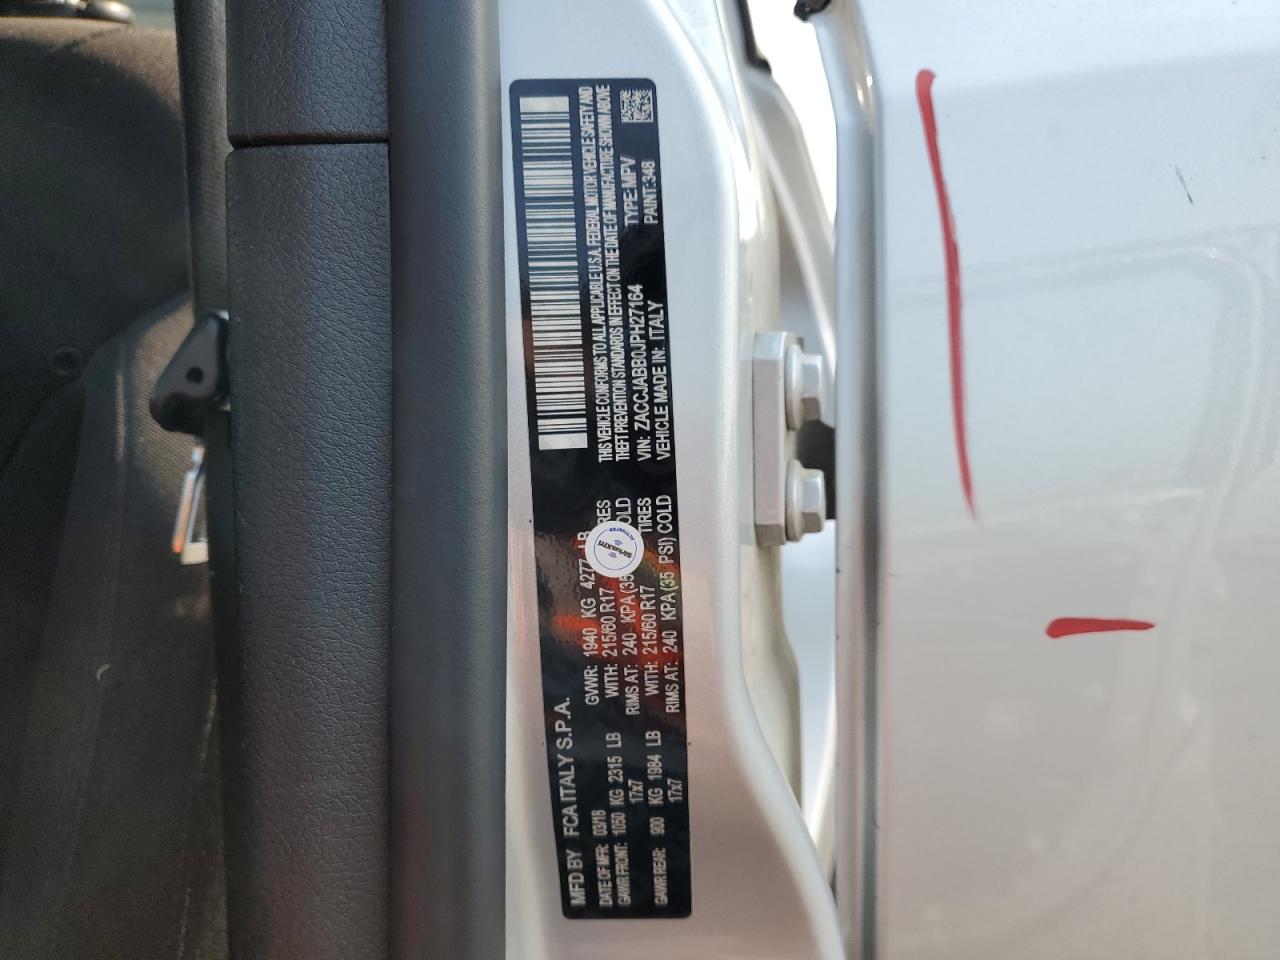 MFD BY FCA ITALY S.P.A.
DATE OF MFR: 03/18 GVWR: 1940 KG 4277 LB
GAWR FRONT: 1050 KG 2315 LB WITH: 215/60 R17
17x7 RIMS AT: 240 KPA (35
GAWR REAR: 900 KG 1984 LB WITH: 215/60 R17 TIRES
17x7 RIMS AT: 240 KPA (35 PSI) COLD
THIS VEHICLE CONFORMS TO ALL APPLICABLE U.S.A. FEDERAL MOTOR VEHICLE SAFETY AND
THEFT PREVENTION STANDARDS IN EFFECT ON THE DATE OF MANUFACTURE SHOWN ABOVE
VIN: ZACCJABB0JPH27164 TYPE: MPV
VEHICLE MADE IN: ITALY PAINT: 348
((SiriusXM))
ACTIVATED